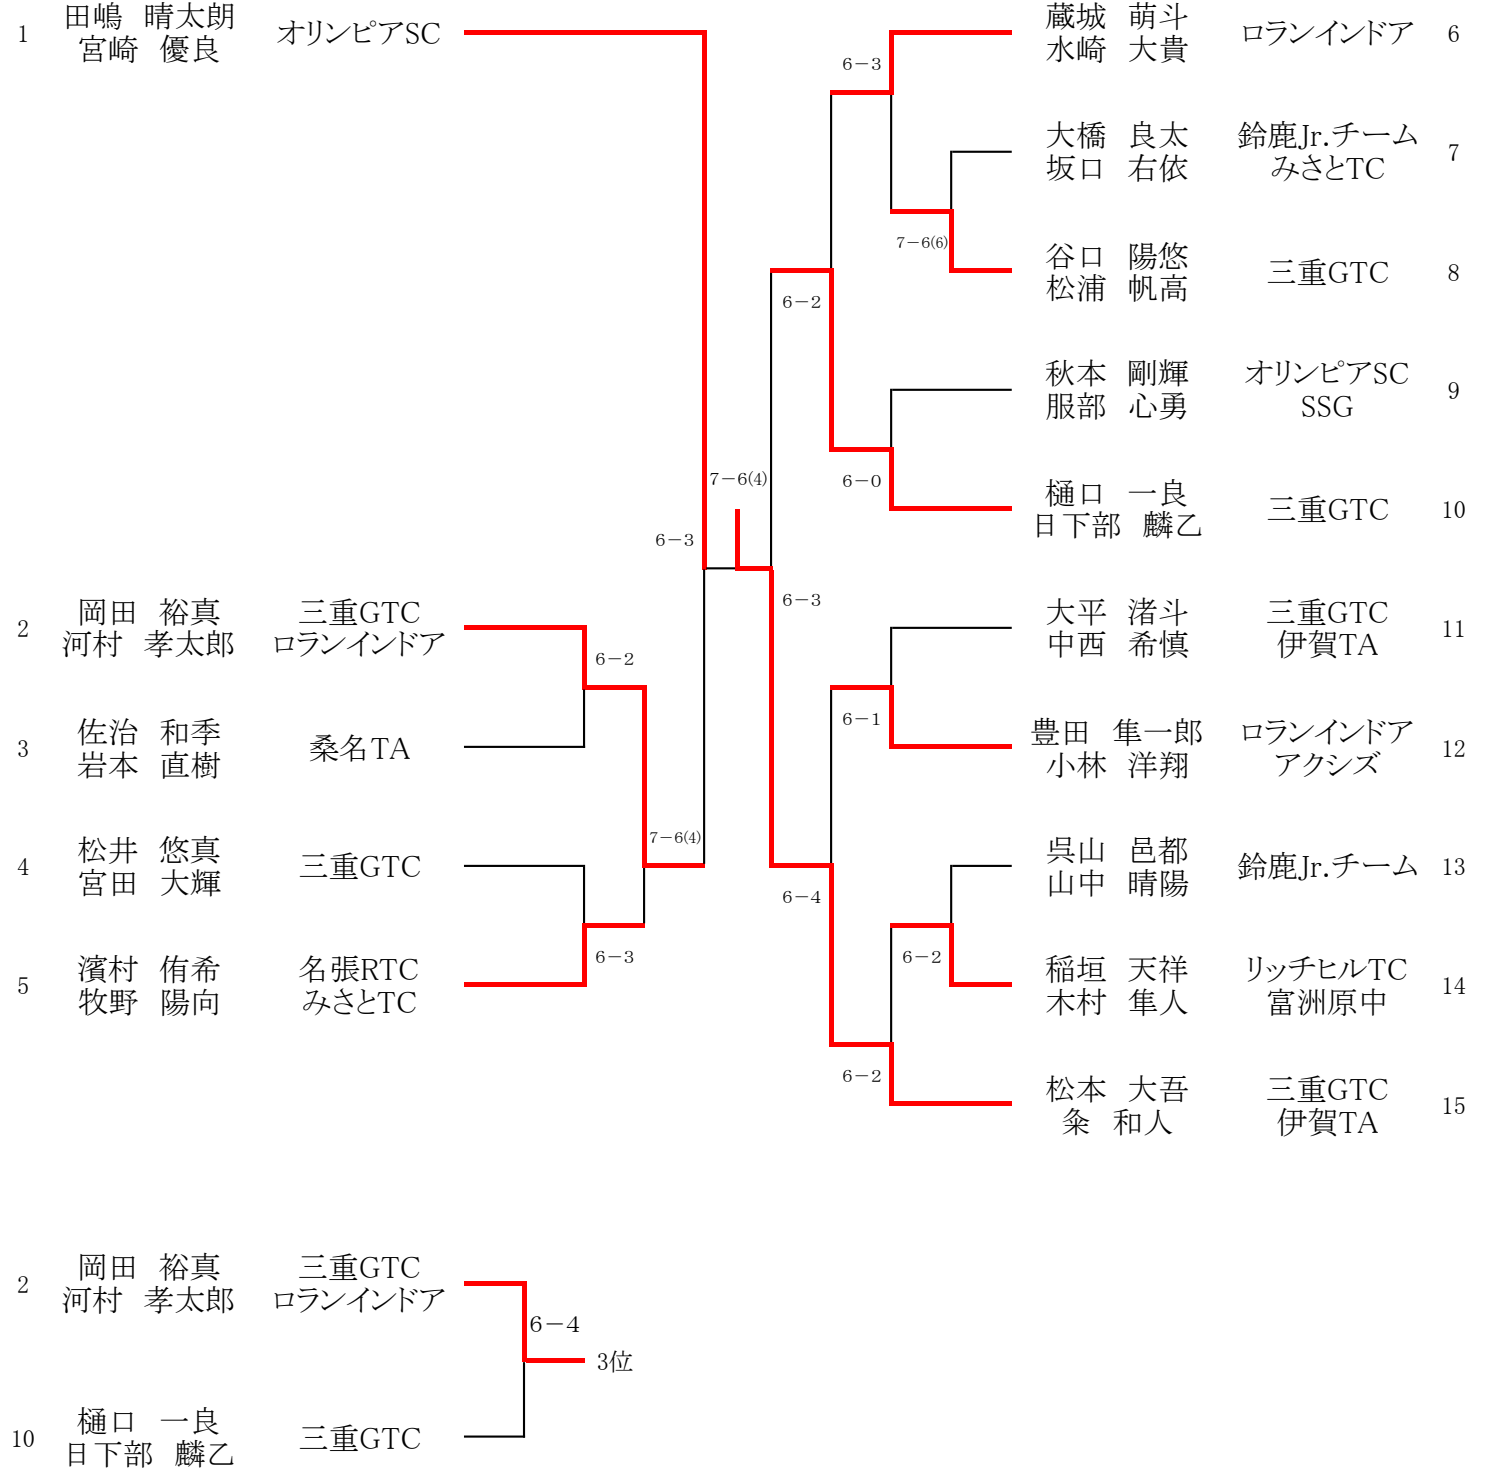 1 田嶋 晴太朗 オリンピアSC
宮崎 優良
2 岡田 裕真 三重GTC
河村 孝太郎 ロランインドア
3 佐治 和季 桑名TA
岩本 直樹
4 松井 悠真 三重GTC
宮田 大輝
5 濱村 侑希 名張RTC
牧野 陽向 みさとTC
6-2
6-3
7-6(4)
6-3
7-6(4)
蔵城 萌斗 ロランインドア 6
水崎 大貴
大橋 良太 鈴鹿Jr.チーム 7
坂口 右依 みさとTC
谷口 陽悠 三重GTC 8
松浦 帆高
秋本 剛輝 オリンピアSC 9
服部 心勇 SSG
樋口 一良 三重GTC 10
日下部 麟乙
大平 渚斗 三重GTC 11
中西 希慎 伊賀TA
豊田 隼一郎 ロランインドア 12
小林 洋翔 アクシズ
呉山 邑都 鈴鹿Jr.チーム 13
山中 晴陽
稲垣 天祥 リッチヒルTC 14
木村 隼人 富洲原中
松本 大吾 三重GTC 15
粂 和人 伊賀TA
6-3
7-6(6)
6-2
6-0
6-3
6-1
6-4
6-2
6-2
2 岡田 裕真 三重GTC
河村 孝太郎 ロランインドア
6-4
3位
10 樋口 一良 三重GTC
日下部 麟乙